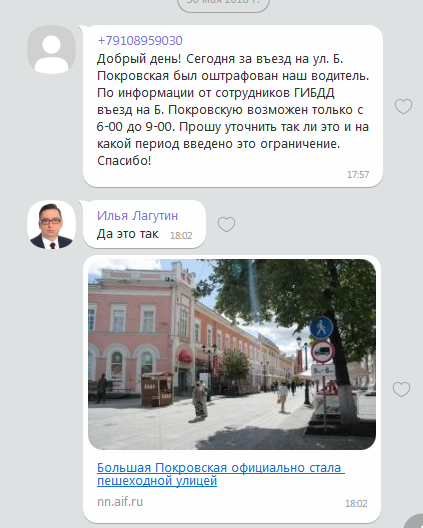 30 мая 2018 г.
+79108959030
Добрый день! Сегодня за въезд на ул. Б.
Покровская был оштрафован наш водитель.
По информации от сотрудников ГИБДД
въезд на Б. Покровскую возможен только с
6-00 до 9-00. Прошу уточнить так ли это и на
какой период введено это ограничение.
Спасибо!
17:57
Илья Лагутин
Да это так
18:02
Большая Покровская официально стала
пешеходной улицей
nn.aif.ru
18:02